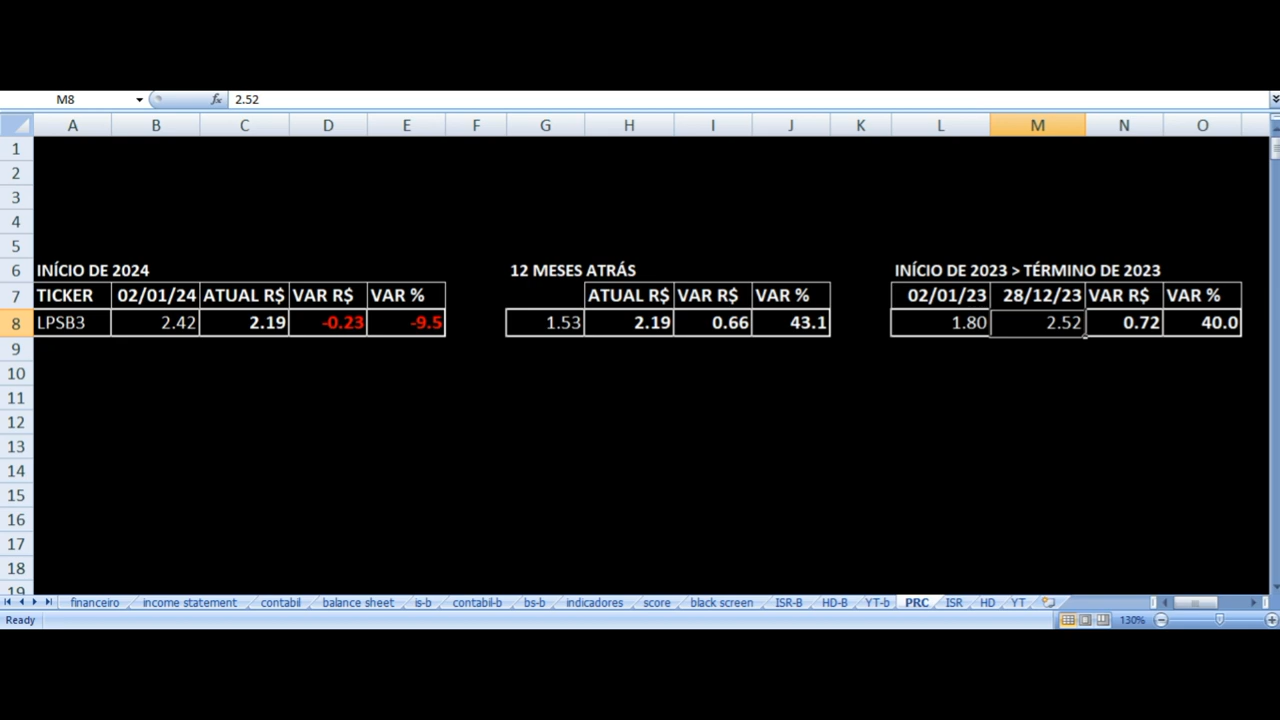 M8 fx 2.52
A B C D E F G H I J K L M N O
1
2
3
4
5
6 INÍCIO DE 2024 12 MESES ATRÁS INÍCIO DE 2023 > TÉRMINO DE 2023
7 TICKER 02/01/24 ATUAL R$ VAR R$ VAR % ATUAL R$ VAR R$ VAR % 02/01/23 28/12/23 VAR R$ VAR %
8 LPSB3 2.42 2.19 -0.23 -9.5 1.53 2.19 0.66 43.1 1.80 2.52 0.72 40.0
9
10
11
12
13
14
15
16
17
18
19
financeiro income statement contabil balance sheet is-b contabil-b bs-b indicadores score black screen ISR-B HD-B YT-b PRC ISR HD YT
Ready 130%